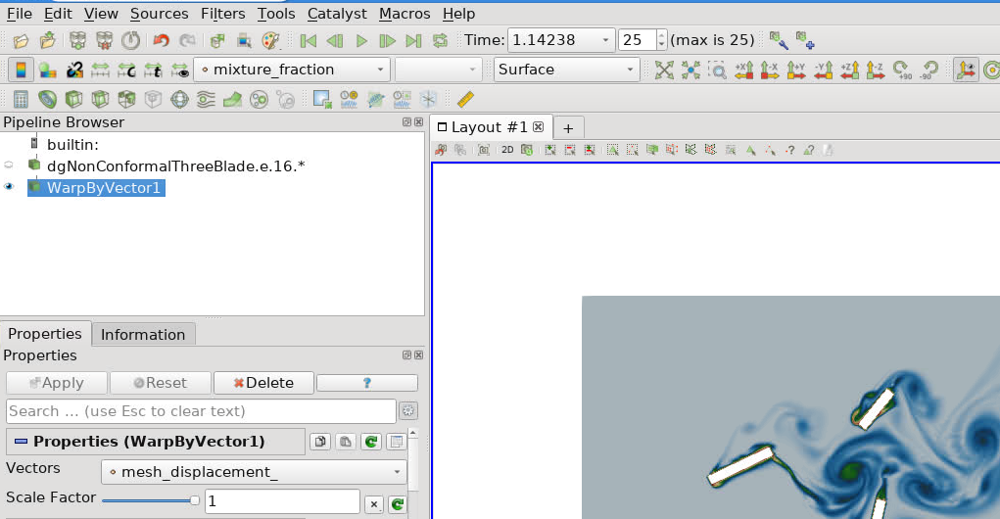 File Edit View Sources Filters Tools Catalyst Macros Help
Time: 1.14238 25 (max is 25)
mixture_fraction Surface +X -X +Y -Y +Z -Z +90 -90
Pipeline Browser
Layout #1 +
builtin:
2D
dgNonConformalThreeBlade.e.16.*
WarpByVector1
Properties Information
Properties
Apply Reset Delete ?
Search ... (use Esc to clear text)
Properties (WarpByVector1)
Vectors mesh_displacement_
Scale Factor 1